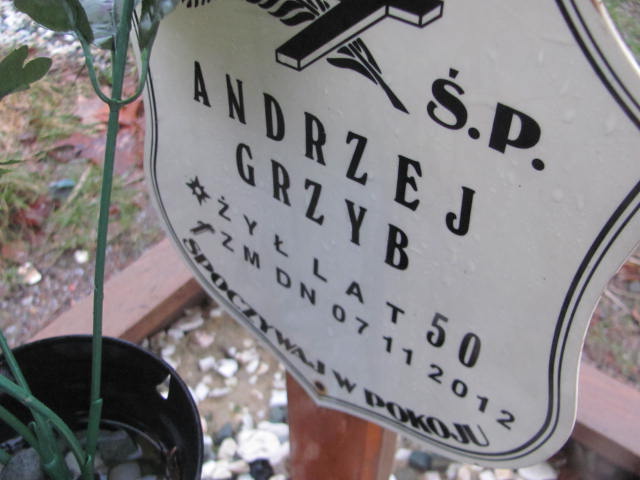 Ś.P.
ANDRZEJ
GRZYB
ŻYŁ LAT 50
ZM DN 07 11 2012
SPOCZYWAJ W POKOJU